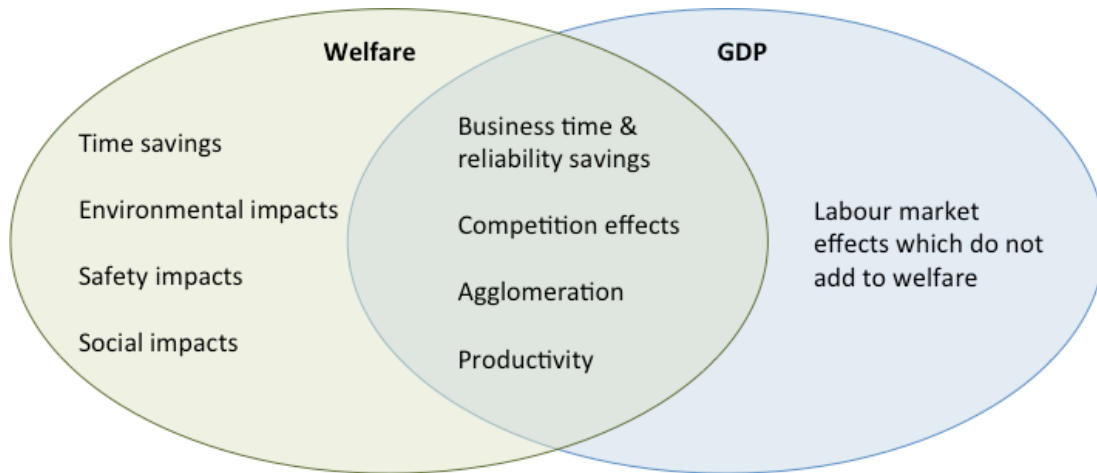 Welfare
GDP
Time savings
Environmental impacts
Safety impacts
Social impacts
Business time &
reliability savings
Competition effects
Agglomeration
Productivity
Labour market
effects which do not
add to welfare